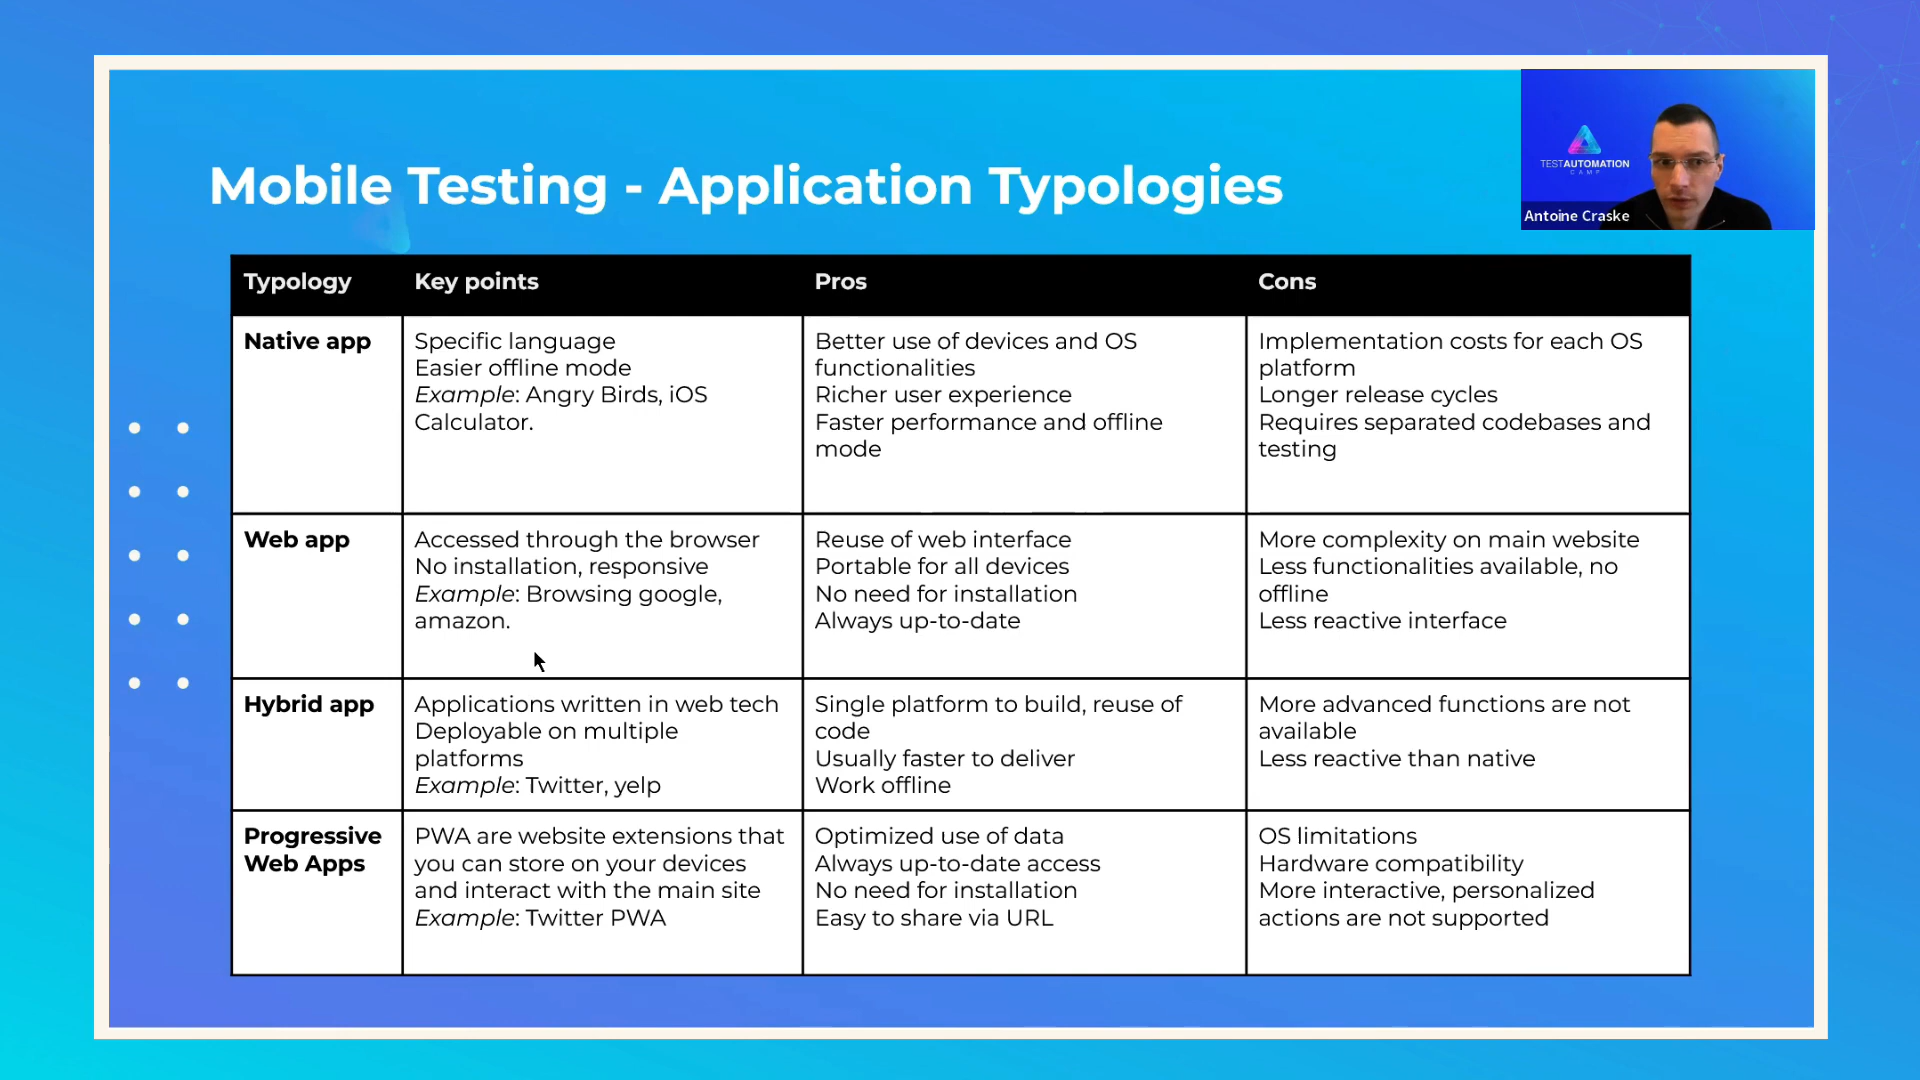 TESTAUTOMATION
CAMP
Antoine Craske
Mobile Testing - Application Typologies
Typology
Key points
Pros
Cons
Native app
Specific language
Easier offline mode
Example: Angry Birds, iOS
Calculator.
Better use of devices and OS
functionalities
Richer user experience
Faster performance and offline
mode
Implementation costs for each OS
platform
Longer release cycles
Requires separated codebases and
testing
Web app
Accessed through the browser
No installation, responsive
Example: Browsing google,
amazon.
Reuse of web interface
Portable for all devices
No need for installation
Always up-to-date
More complexity on main website
Less functionalities available, no
offline
Less reactive interface
Hybrid app
Applications written in web tech
Deployable on multiple
platforms
Example: Twitter, yelp
Single platform to build, reuse of
code
Usually faster to deliver
Work offline
More advanced functions are not
available
Less reactive than native
Progressive
Web Apps
PWA are website extensions that
you can store on your devices
and interact with the main site
Example: Twitter PWA
Optimized use of data
Always up-to-date access
No need for installation
Easy to share via URL
OS limitations
Hardware compatibility
More interactive, personalized
actions are not supported